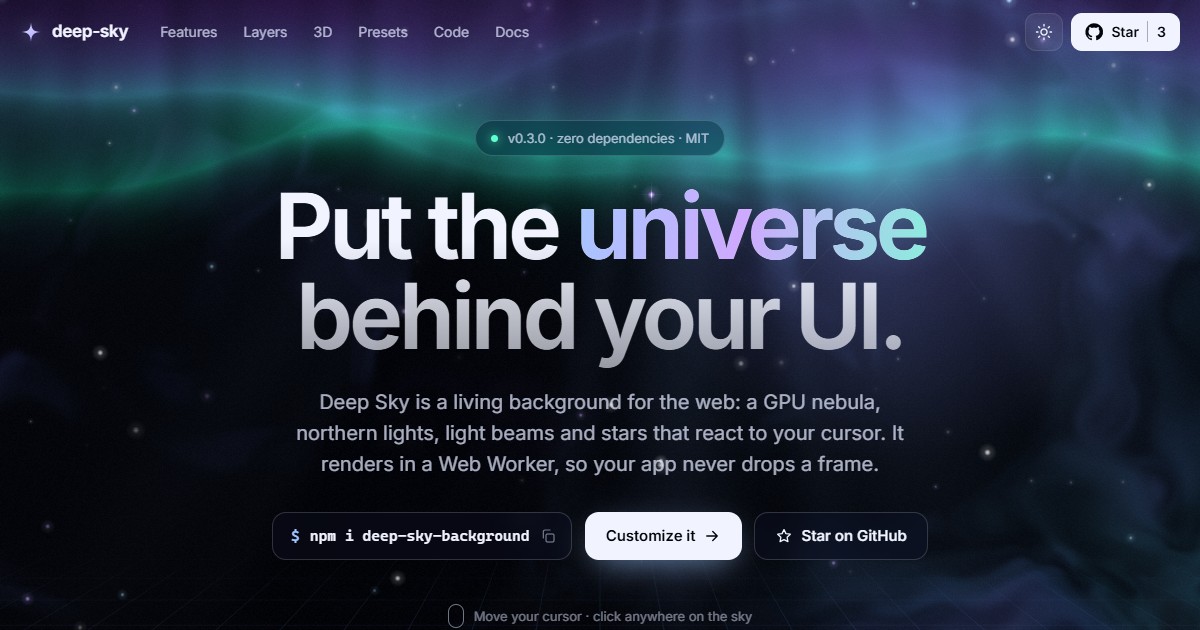 deep-sky Features Layers 3D Presets Code Docs Star 3
v0.3.0 · zero dependencies · MIT
Put the universe
behind your UI.
Deep Sky is a living background for the web: a GPU nebula,
northern lights, light beams and stars that react to your cursor. It
renders in a Web Worker, so your app never drops a frame.
$ npm i deep-sky-background Customize it → Star on GitHub
Move your cursor · click anywhere on the sky